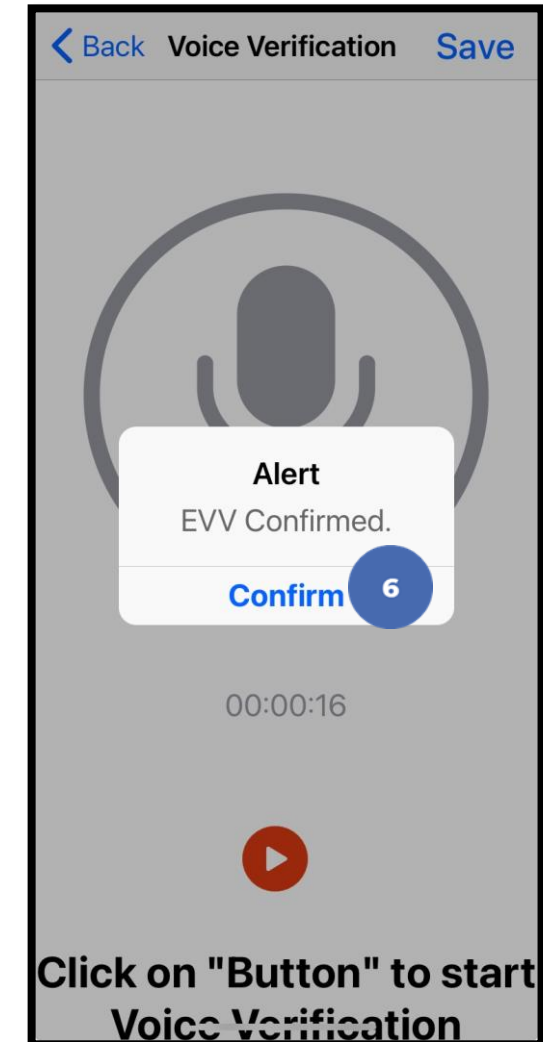 Back Voice Verification Save
Alert
EVV Confirmed.
Confirm 6
00:00:16
Click on "Button" to start
Voice Verification